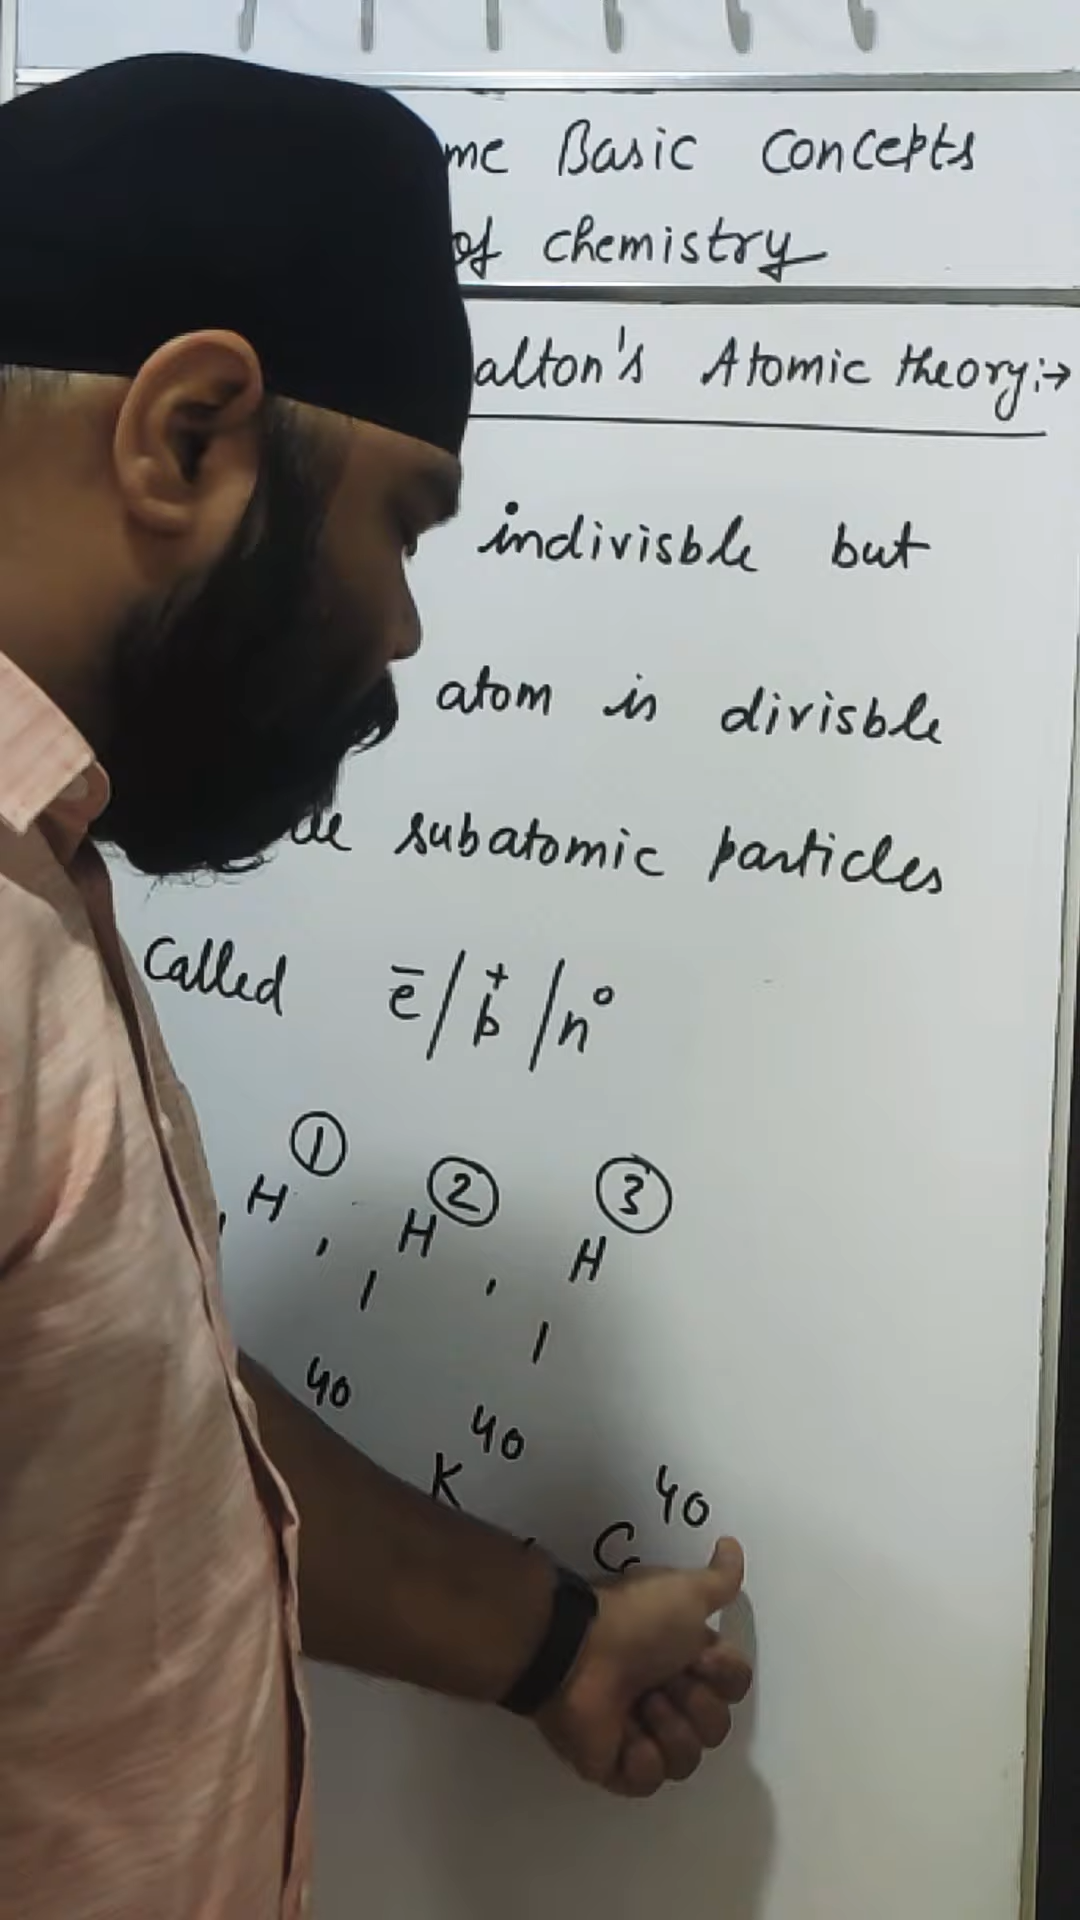 me Basic Concepts
of chemistry
alton's Atomic theory:→
indivisble but
atom is divisble
subatomic particles
Called e̅/p⁺/n⁰
H ① , H ② , H ③
1 1
40 K 40 C 40